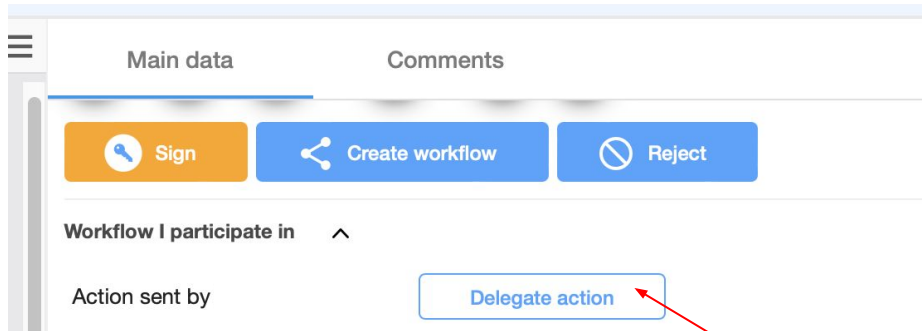 Main data Comments
Sign Create workflow Reject
Workflow I participate in
Action sent by Delegate action